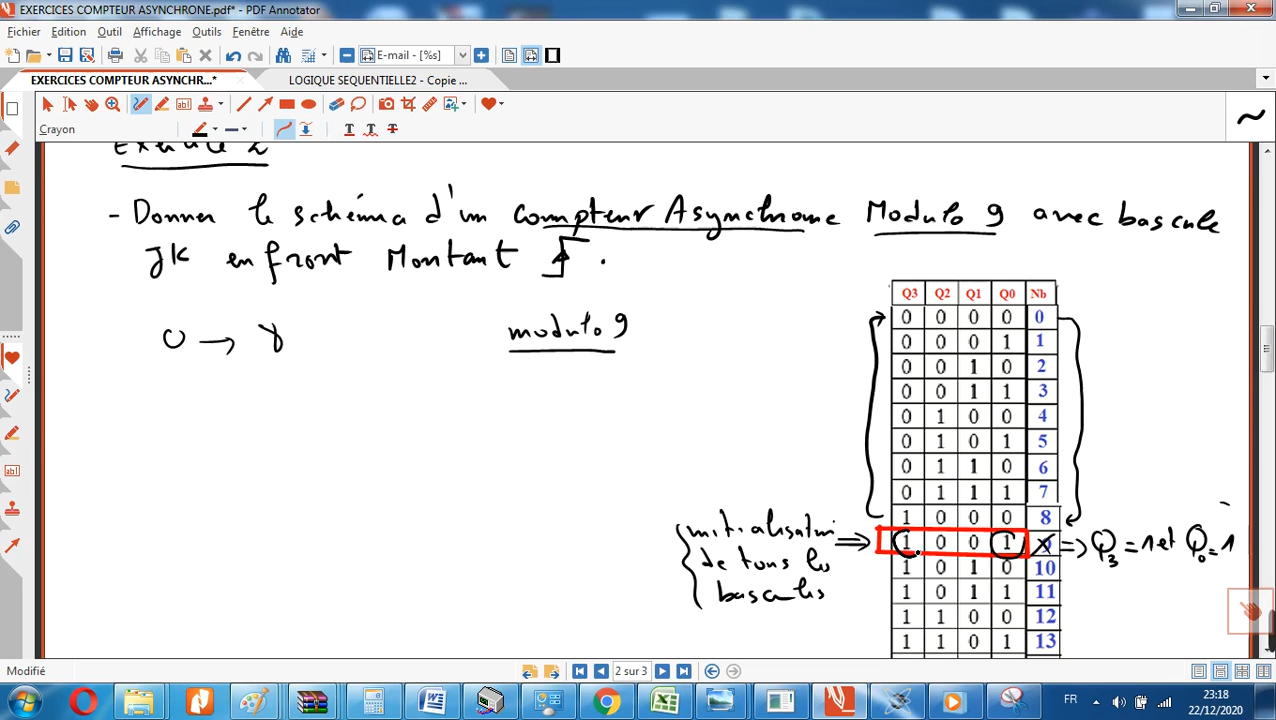 EXERCICES COMPTEUR ASYNCHRONE.pdf* - PDF Annotator
Fichier Edition Outil Affichage Outils Fenêtre Aide
E-mail - [%s]
EXERCICES COMPTEUR ASYNCHR...* LOGIQUE SEQUENTIELLE2 - Copie ...
Crayon
Exercice 2
- Donner le schéma d'un compteur Asynchrone Modulo 9 avec bascule
JK en front Montant .
0 → 8 modulo 9
Q3 Q2 Q1 Q0 Nb
0 0 0 0 0
0 0 0 1 1
0 0 1 0 2
0 0 1 1 3
0 1 0 0 4
0 1 0 1 5
0 1 1 0 6
0 1 1 1 7
1 0 0 0 8
initialisation ⇒ 1 0 0 1 9 ⇒ Q3 = 1 et Q0 = 1
de tous les
bascules
1 0 1 0 10
1 0 1 1 11
1 1 0 0 12
1 1 0 1 13
Modifié 2 sur 3
FR 23:18
22/12/2020